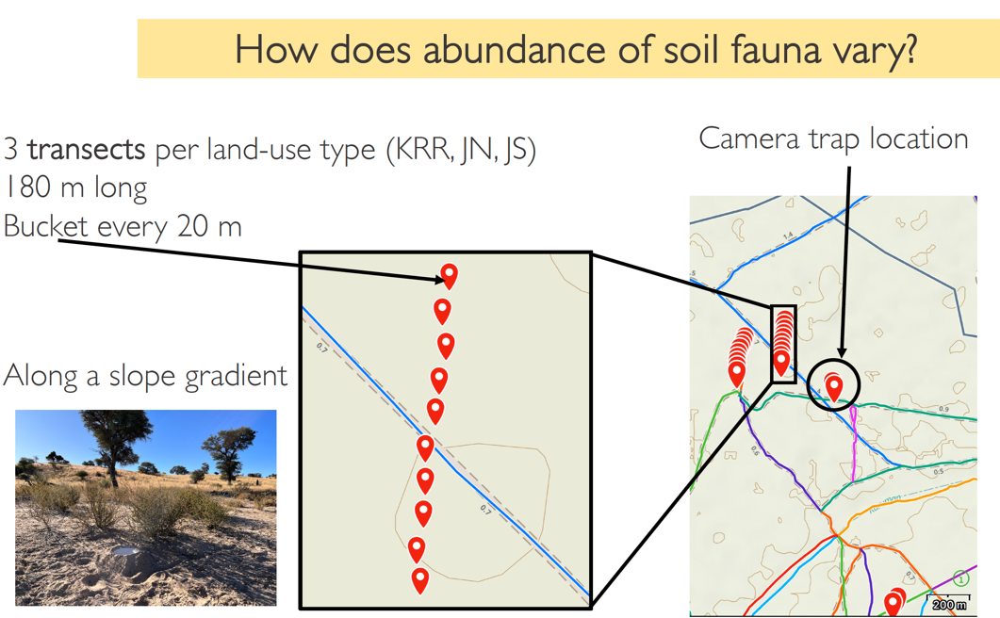 How does abundance of soil fauna vary?
3 transects per land-use type (KRR, JN, JS)
180 m long
Bucket every 20 m
Camera trap location
Along a slope gradient
0.7
0.7
1.4
.5
7
4
0.9
0.6
0.5
0.7
1
200 m